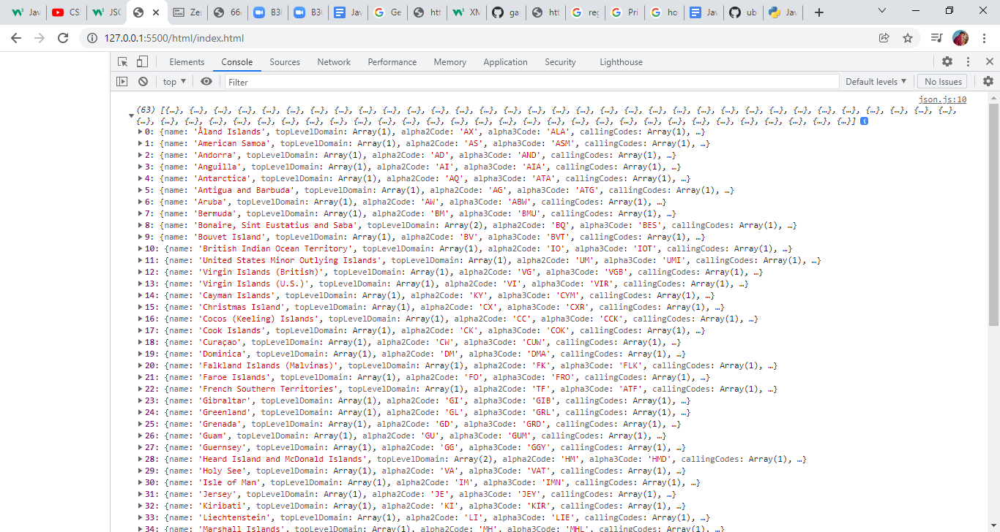 Jav CS JSO Zer 66c B30 B30 Jav Ge htt XM ga htt reg Pri ho Jav ub Jav
127.0.0.1:5500/html/index.html
Elements Console Sources Network Performance Memory Application Security Lighthouse
top Filter Default levels No Issues
json.js:10
(63) [{…}, {…}, {…}, {…}, {…}, {…}, {…}, {…}, {…}, {…}, {…}, {…}, {…}, {…}, {…}, {…}, {…}, {…}, {…}, {…}, {…}, {…}, {…}, {…}, {…}, {…}, {…}, {…}, {…}, {…}, {…}, {…}, {…},
{…}, {…}, {…}, {…}, {…}, {…}, {…}, {…}, {…}, {…}, {…}, {…}, {…}, {…}, {…}, {…}, {…}, {…}, {…}, {…}, {…}, {…}, {…}, {…}, {…}, {…}, {…}, {…}, {…}, {…}] i
0: {name: 'Åland Islands', topLevelDomain: Array(1), alpha2Code: 'AX', alpha3Code: 'ALA', callingCodes: Array(1), …}
1: {name: 'American Samoa', topLevelDomain: Array(1), alpha2Code: 'AS', alpha3Code: 'ASM', callingCodes: Array(1), …}
2: {name: 'Andorra', topLevelDomain: Array(1), alpha2Code: 'AD', alpha3Code: 'AND', callingCodes: Array(1), …}
3: {name: 'Anguilla', topLevelDomain: Array(1), alpha2Code: 'AI', alpha3Code: 'AIA', callingCodes: Array(1), …}
4: {name: 'Antarctica', topLevelDomain: Array(1), alpha2Code: 'AQ', alpha3Code: 'ATA', callingCodes: Array(1), …}
5: {name: 'Antigua and Barbuda', topLevelDomain: Array(1), alpha2Code: 'AG', alpha3Code: 'ATG', callingCodes: Array(1), …}
6: {name: 'Aruba', topLevelDomain: Array(1), alpha2Code: 'AW', alpha3Code: 'ABW', callingCodes: Array(1), …}
7: {name: 'Bermuda', topLevelDomain: Array(1), alpha2Code: 'BM', alpha3Code: 'BMU', callingCodes: Array(1), …}
8: {name: 'Bonaire, Sint Eustatius and Saba', topLevelDomain: Array(2), alpha2Code: 'BQ', alpha3Code: 'BES', callingCodes: Array(1), …}
9: {name: 'Bouvet Island', topLevelDomain: Array(1), alpha2Code: 'BV', alpha3Code: 'BVT', callingCodes: Array(1), …}
10: {name: 'British Indian Ocean Territory', topLevelDomain: Array(1), alpha2Code: 'IO', alpha3Code: 'IOT', callingCodes: Array(1), …}
11: {name: 'United States Minor Outlying Islands', topLevelDomain: Array(1), alpha2Code: 'UM', alpha3Code: 'UMI', callingCodes: Array(1), …}
12: {name: 'Virgin Islands (British)', topLevelDomain: Array(1), alpha2Code: 'VG', alpha3Code: 'VGB', callingCodes: Array(1), …}
13: {name: 'Virgin Islands (U.S.)', topLevelDomain: Array(1), alpha2Code: 'VI', alpha3Code: 'VIR', callingCodes: Array(1), …}
14: {name: 'Cayman Islands', topLevelDomain: Array(1), alpha2Code: 'KY', alpha3Code: 'CYM', callingCodes: Array(1), …}
15: {name: 'Christmas Island', topLevelDomain: Array(1), alpha2Code: 'CX', alpha3Code: 'CXR', callingCodes: Array(1), …}
16: {name: 'Cocos (Keeling) Islands', topLevelDomain: Array(1), alpha2Code: 'CC', alpha3Code: 'CCK', callingCodes: Array(1), …}
17: {name: 'Cook Islands', topLevelDomain: Array(1), alpha2Code: 'CK', alpha3Code: 'COK', callingCodes: Array(1), …}
18: {name: 'Curaçao', topLevelDomain: Array(1), alpha2Code: 'CW', alpha3Code: 'CUW', callingCodes: Array(1), …}
19: {name: 'Dominica', topLevelDomain: Array(1), alpha2Code: 'DM', alpha3Code: 'DMA', callingCodes: Array(1), …}
20: {name: 'Falkland Islands (Malvinas)', topLevelDomain: Array(1), alpha2Code: 'FK', alpha3Code: 'FLK', callingCodes: Array(1), …}
21: {name: 'Faroe Islands', topLevelDomain: Array(1), alpha2Code: 'FO', alpha3Code: 'FRO', callingCodes: Array(1), …}
22: {name: 'French Southern Territories', topLevelDomain: Array(1), alpha2Code: 'TF', alpha3Code: 'ATF', callingCodes: Array(1), …}
23: {name: 'Gibraltar', topLevelDomain: Array(1), alpha2Code: 'GI', alpha3Code: 'GIB', callingCodes: Array(1), …}
24: {name: 'Greenland', topLevelDomain: Array(1), alpha2Code: 'GL', alpha3Code: 'GRL', callingCodes: Array(1), …}
25: {name: 'Grenada', topLevelDomain: Array(1), alpha2Code: 'GD', alpha3Code: 'GRD', callingCodes: Array(1), …}
26: {name: 'Guam', topLevelDomain: Array(1), alpha2Code: 'GU', alpha3Code: 'GUM', callingCodes: Array(1), …}
27: {name: 'Guernsey', topLevelDomain: Array(1), alpha2Code: 'GG', alpha3Code: 'GGY', callingCodes: Array(1), …}
28: {name: 'Heard Island and McDonald Islands', topLevelDomain: Array(2), alpha2Code: 'HM', alpha3Code: 'HMD', callingCodes: Array(1), …}
29: {name: 'Holy See', topLevelDomain: Array(1), alpha2Code: 'VA', alpha3Code: 'VAT', callingCodes: Array(1), …}
30: {name: 'Isle of Man', topLevelDomain: Array(1), alpha2Code: 'IM', alpha3Code: 'IMN', callingCodes: Array(1), …}
31: {name: 'Jersey', topLevelDomain: Array(1), alpha2Code: 'JE', alpha3Code: 'JEY', callingCodes: Array(1), …}
32: {name: 'Kiribati', topLevelDomain: Array(1), alpha2Code: 'KI', alpha3Code: 'KIR', callingCodes: Array(1), …}
33: {name: 'Liechtenstein', topLevelDomain: Array(1), alpha2Code: 'LI', alpha3Code: 'LIE', callingCodes: Array(1), …}
34: {name: 'Marshall Islands', topLevelDomain: Array(1), alpha2Code: 'MH', alpha3Code: 'MHL', callingCodes: Array(1), …}